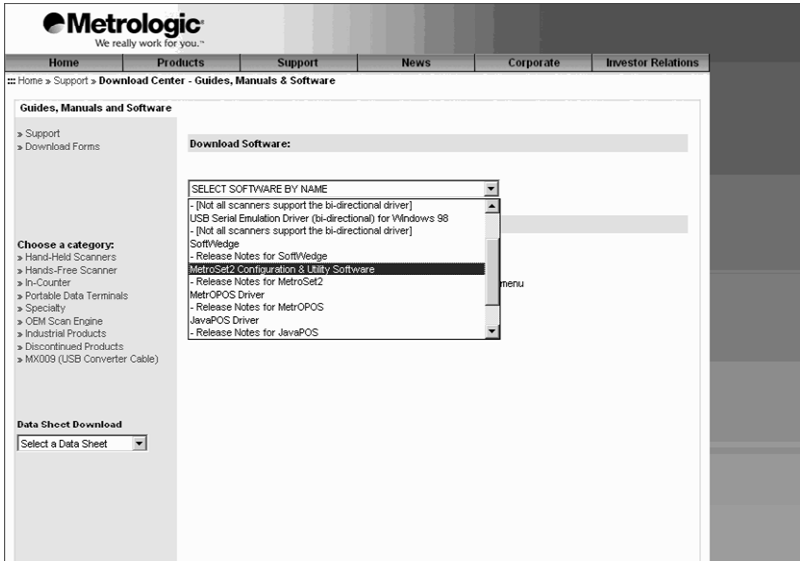 Metrologic
We really work for you.™
Home Products Support News Corporate Investor Relations
::: Home » Support » Download Center - Guides, Manuals & Software
Guides, Manuals and Software
» Support
» Download Forms
Download Software:
SELECT SOFTWARE BY NAME
- [Not all scanners support the bi-directional driver]
USB Serial Emulation Driver (bi-directional) for Windows 98
- [Not all scanners support the bi-directional driver]
SoftWedge
- Release Notes for SoftWedge
MetroSet2 Configuration & Utility Software
- Release Notes for MetroSet2
menu
MetrOPOS Driver
- Release Notes for MetrOPOS
JavaPOS Driver
- Release Notes for JavaPOS
Choose a category:
» Hand-Held Scanners
» Hands-Free Scanner
» In-Counter
» Portable Data Terminals
» Specialty
» OEM Scan Engine
» Industrial Products
» Discontinued Products
» MX009 (USB Converter Cable)
Data Sheet Download
Select a Data Sheet